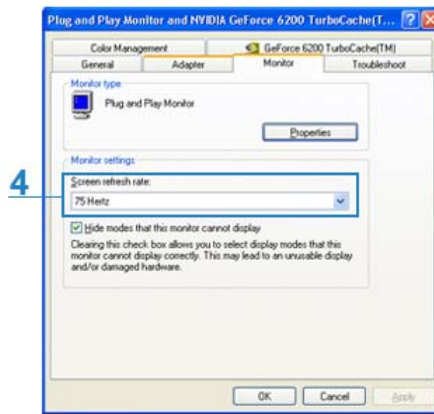 Plug and Play Monitor and NVIDIA GeForce 6200 TurboCache(T...
Color Management
GeForce 6200 TurboCache(TM)
General
Adapter
Monitor
Troubleshoot
Monitor type
Plug and Play Monitor
Properties
Monitor settings
4
Screen refresh rate:
75 Hertz
Hide modes that this monitor cannot display
Clearing this check box allows you to select display modes that this
monitor cannot display correctly. This may lead to an unusable display
and/or damaged hardware.
OK
Cancel
Apply